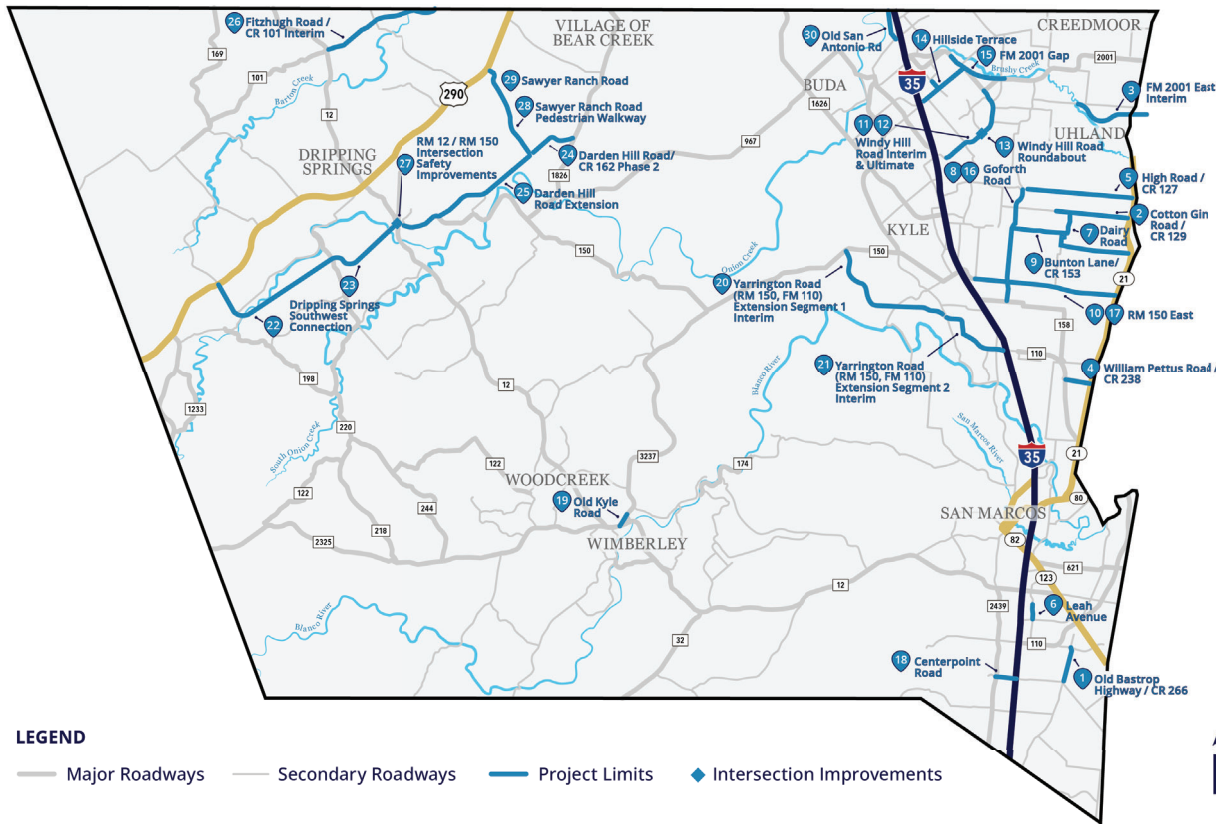 26
Fitzhugh Road /
CR 101 Interim
169
101
Barton Creek
12
VILLAGE OF
BEAR CREEK
290
29
Sawyer Ranch Road
28
Sawyer Ranch Road
Pedestrian Walkway
DRIPPING
SPRINGS
RM 12 / RM 150
27
Intersection
Safety
Improvements
24
Darden Hill Road/
CR 162 Phase 2
967
1826
25
Darden Hill
Road Extension
30
Old San
Antonio Rd
14
Hillside Terrace
CREEDMOOR
15
FM 2001 Gap
2001
Brushy Creek
35
BUDA
1626
3
FM 2001 East
Interim
UHLAND
11
12
Windy Hill
Road Interim
& Ultimate
13
Windy Hill Road
Roundabout
8
16
Goforth
Road
5
High Road /
CR 127
2
Cotton Gin
Road /
CR 129
7
Dairy
Road
9
Bunton Lane/
CR 153
KYLE
150
150
Onion Creek
21
23
Dripping Springs
Southwest
Connection
22
20
Yarrington Road
(RM 150, FM 110)
Extension Segment 1
Interim
10
17
RM 150 East
158
110
4
William Pettus Road /
CR 238
21
Yarrington Road
(RM 150, FM 110)
Extension Segment 2
Interim
Blanco River
198
12
1233
220
South Onion Creek
San Marcos River
35
21
122
3237
174
122
WOODCREEK
244
19
Old Kyle
Road
218
2325
WIMBERLEY
80
SAN MARCOS
82
621
123
12
2439
6
Leah
Avenue
Blanco River
32
110
18
Centerpoint
Road
1
Old Bastrop
Highway / CR 266
LEGEND
Major Roadways
Secondary Roadways
Project Limits
Intersection Improvements